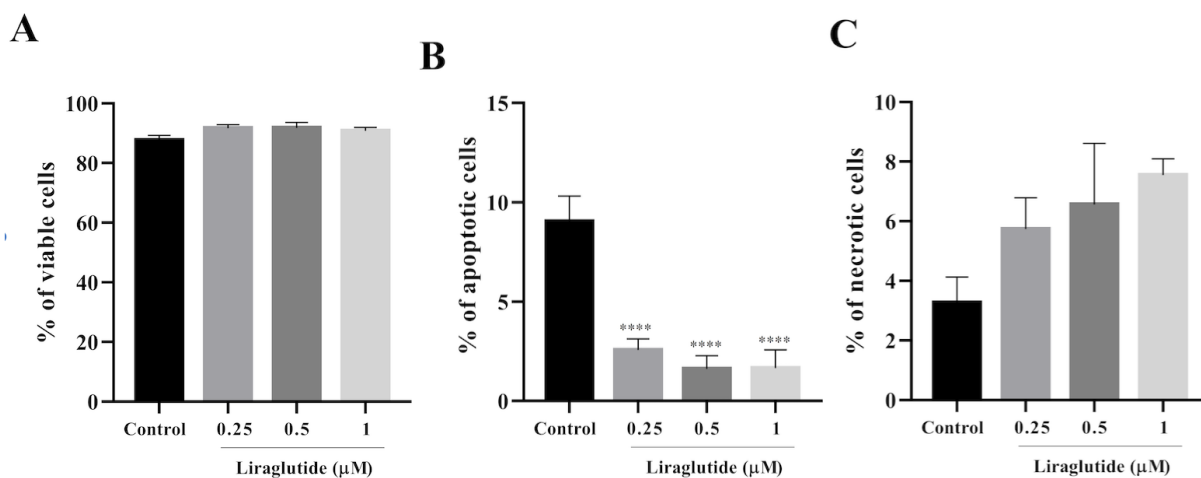 A
% of viable cells
100
80
60
40
20
0
Control 0.25 0.5 1
Liraglutide (μM)
B
% of apoptotic cells
15
10
5
0
****
****
****
Control 0.25 0.5 1
Liraglutide (μM)
C
% of necrotic cells
10
8
6
4
2
0
Control 0.25 0.5 1
Liraglutide (μM)